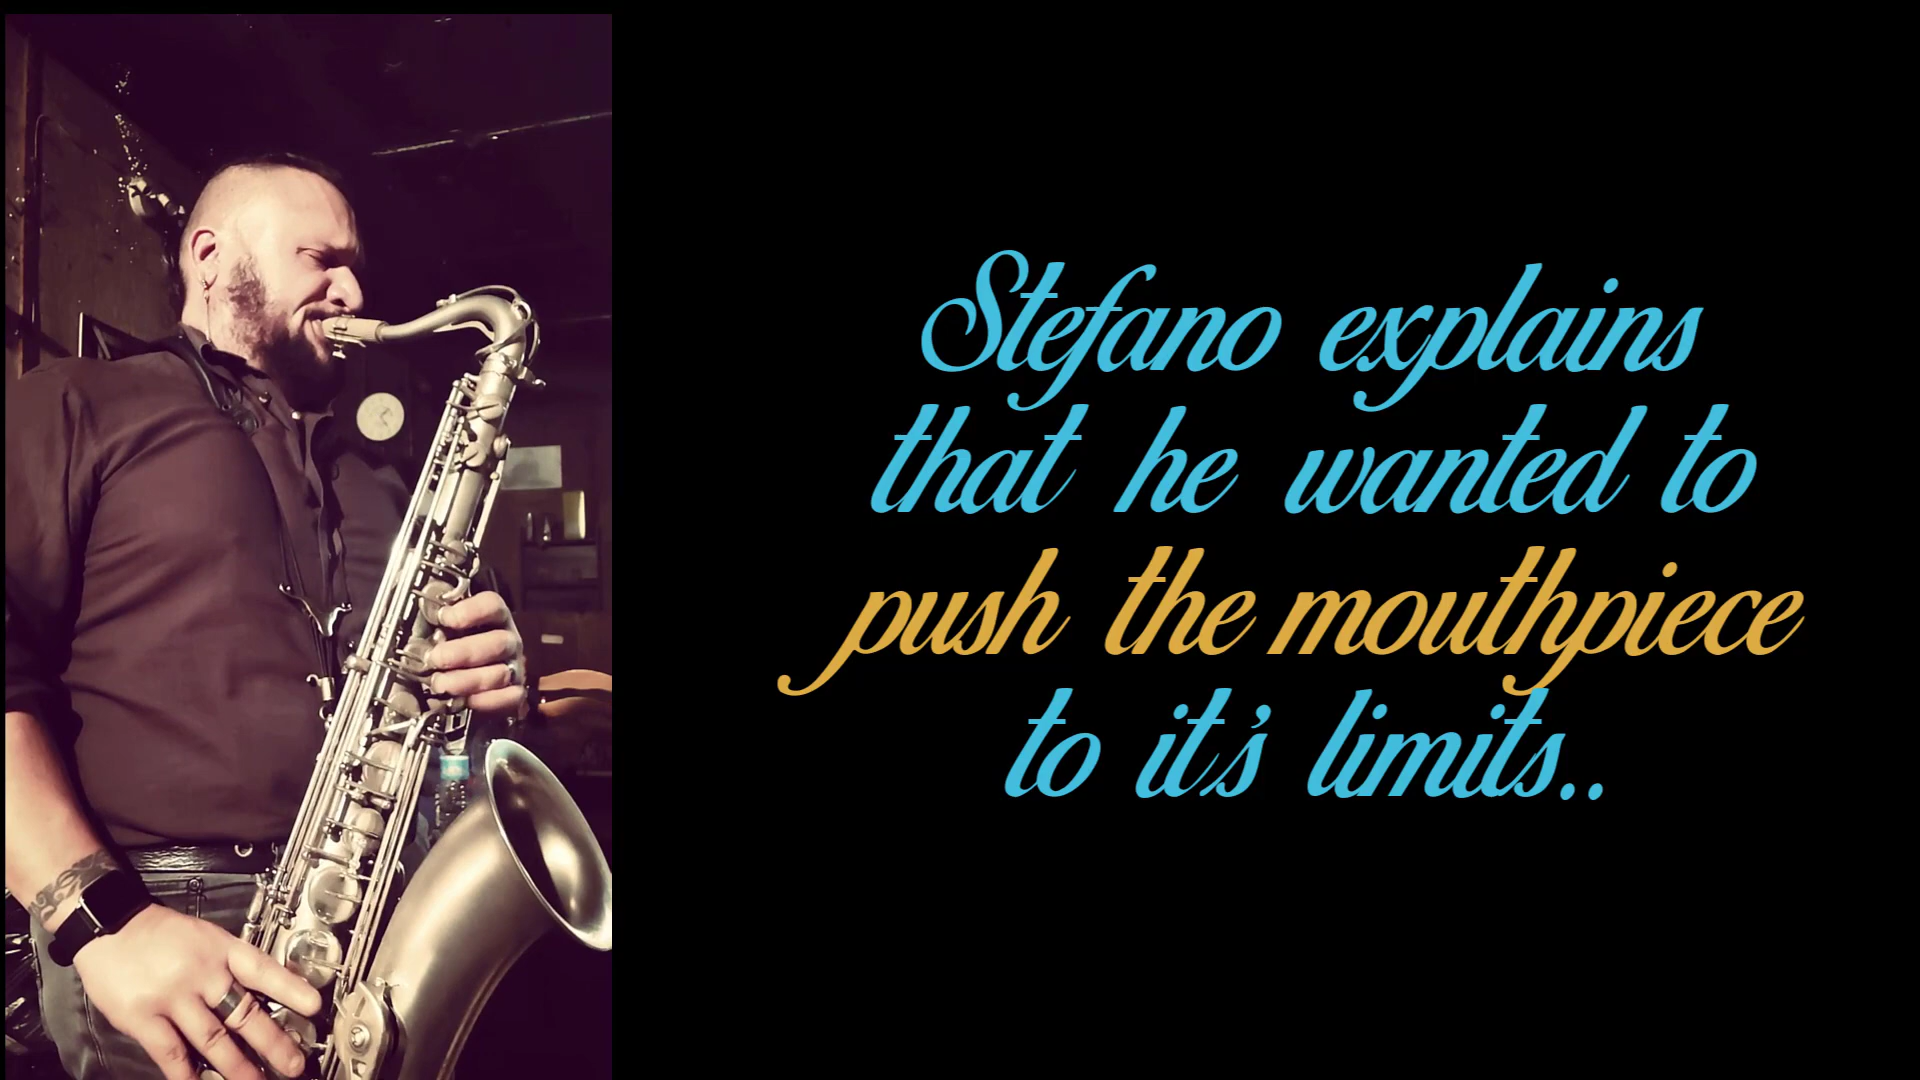 Stefano explains
that he wanted to
push the mouthpiece
to it's limits..